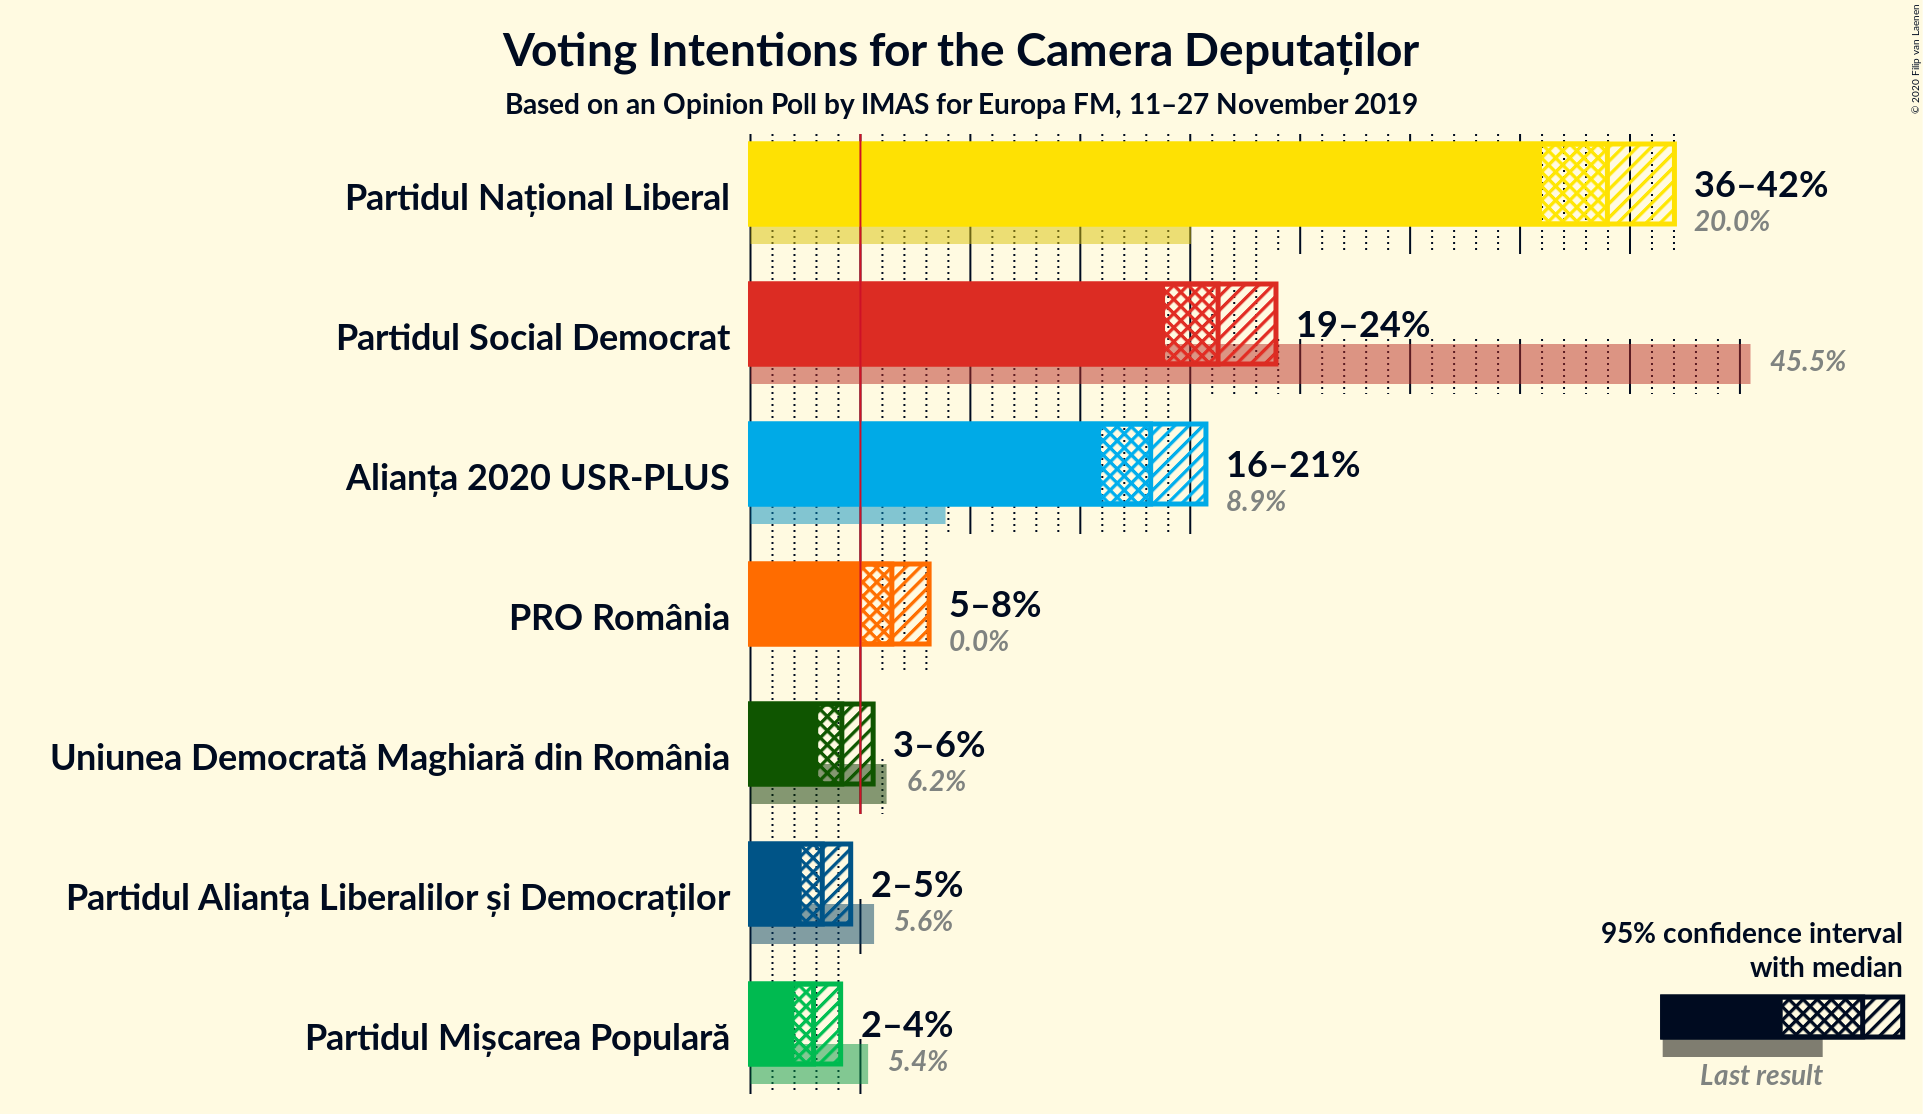 Voting Intentions for the Camera Deputaților
Based on an Opinion Poll by IMAS for Europa FM, 11–27 November 2019
© 2020 Filip van Laenen
Partidul Național Liberal
36–42%
20.0%
Partidul Social Democrat
19–24%
45.5%
Alianța 2020 USR-PLUS
16–21%
8.9%
PRO România
5–8%
0.0%
Uniunea Democrată Maghiară din România
3–6%
6.2%
Partidul Alianța Liberalilor și Democraților
2–5%
5.6%
Partidul Mișcarea Populară
2–4%
5.4%
95% confidence interval
with median
Last result